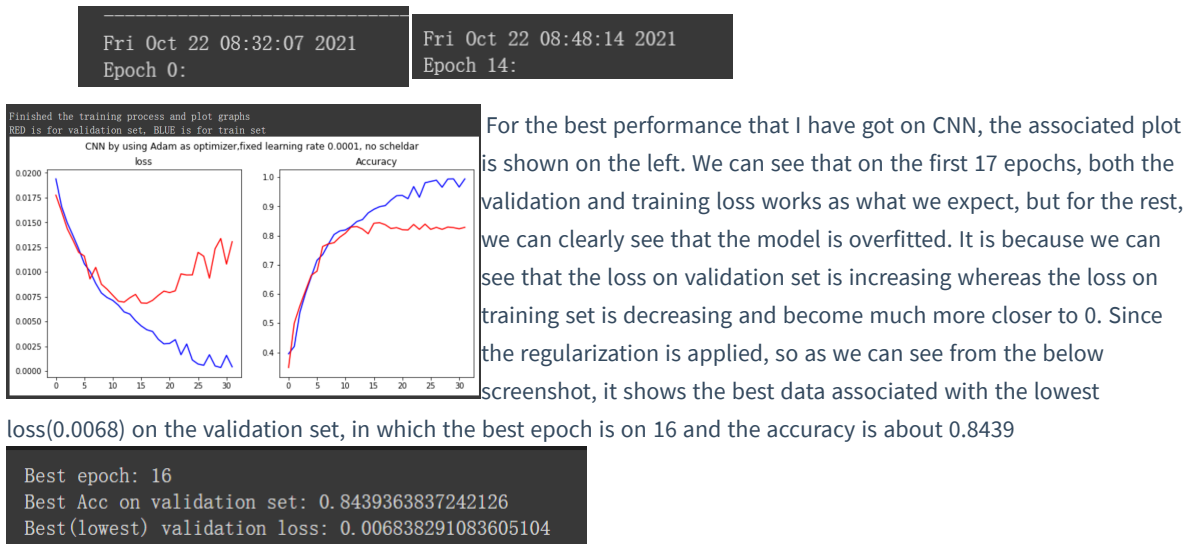 Fri Oct 22 08:32:07 2021
Epoch 0:
Fri Oct 22 08:48:14 2021
Epoch 14:
Finished the training process and plot graphs
RED is for validation set, BLUE is for train set
CNN by using Adam as optimizer,fixed learning rate 0.0001, no scheldar
loss
0.0200
0.0175
0.0150
0.0125
0.0100
0.0075
0.0050
0.0025
0.0000
0 5 10 15 20 25 30
Accuracy
1.0
0.9
0.8
0.7
0.6
0.5
0.4
0 5 10 15 20 25 30
For the best performance that I have got on CNN, the associated plot
is shown on the left. We can see that on the first 17 epochs, both the
validation and training loss works as what we expect, but for the rest,
we can clearly see that the model is overfitted. It is because we can
see that the loss on validation set is increasing whereas the loss on
training set is decreasing and become much more closer to 0. Since
the regularization is applied, so as we can see from the below
screenshot, it shows the best data associated with the lowest
loss(0.0068) on the validation set, in which the best epoch is on 16 and the accuracy is about 0.8439
Best epoch: 16
Best Acc on validation set: 0.8439363837242126
Best(lowest) validation loss: 0.006838291083605104